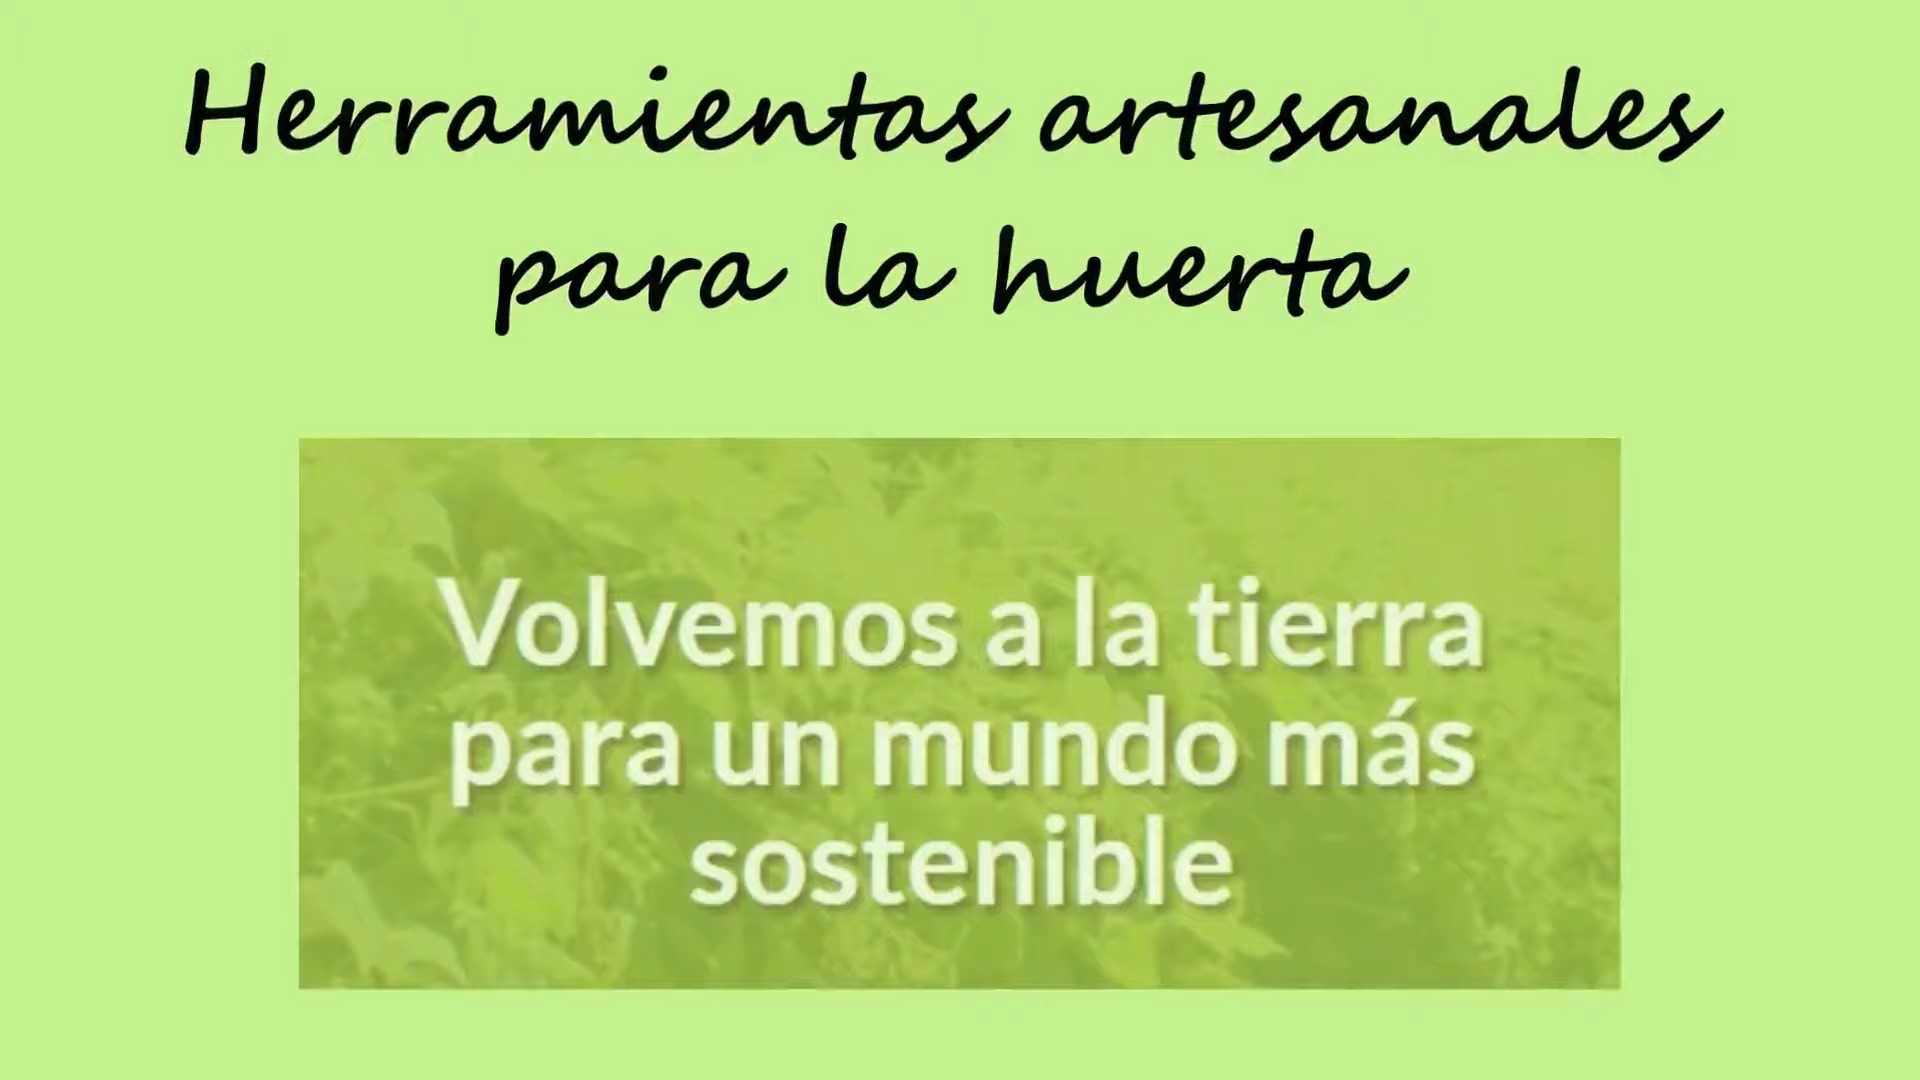 Herramientas artesanales
para la huerta
Volvemos a la tierra
para un mundo más
sostenible